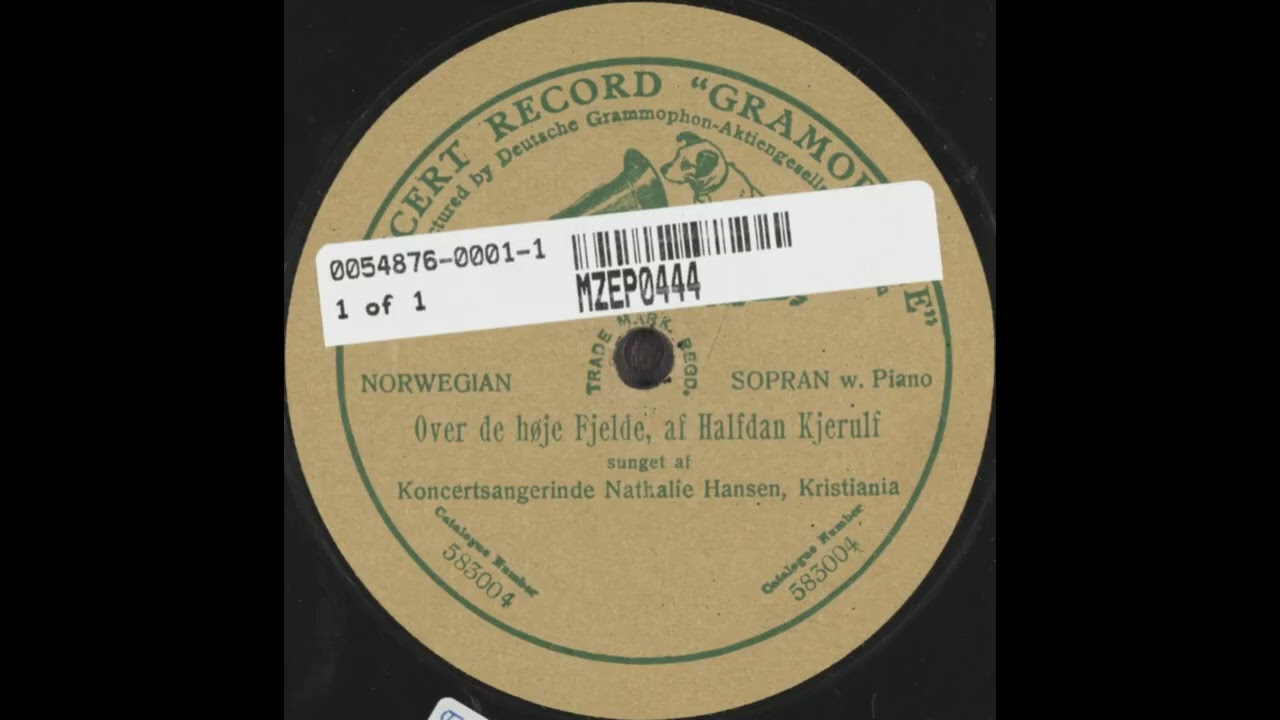 CERT RECORD "GRAMOP
ctured by Deutsche Grammophon-Aktiengesell
E"
0054876-0001-1
1 of 1
MZEP0444
TRADE MARK. REGD.
NORWEGIAN
SOPRAN w. Piano
Over de høje Fjelde, af Halfdan Kjerulf
sunget af
Koncertsangerinde Nathalie Hansen, Kristiania
Catalogue Number
583004
Catalogue Number
583004